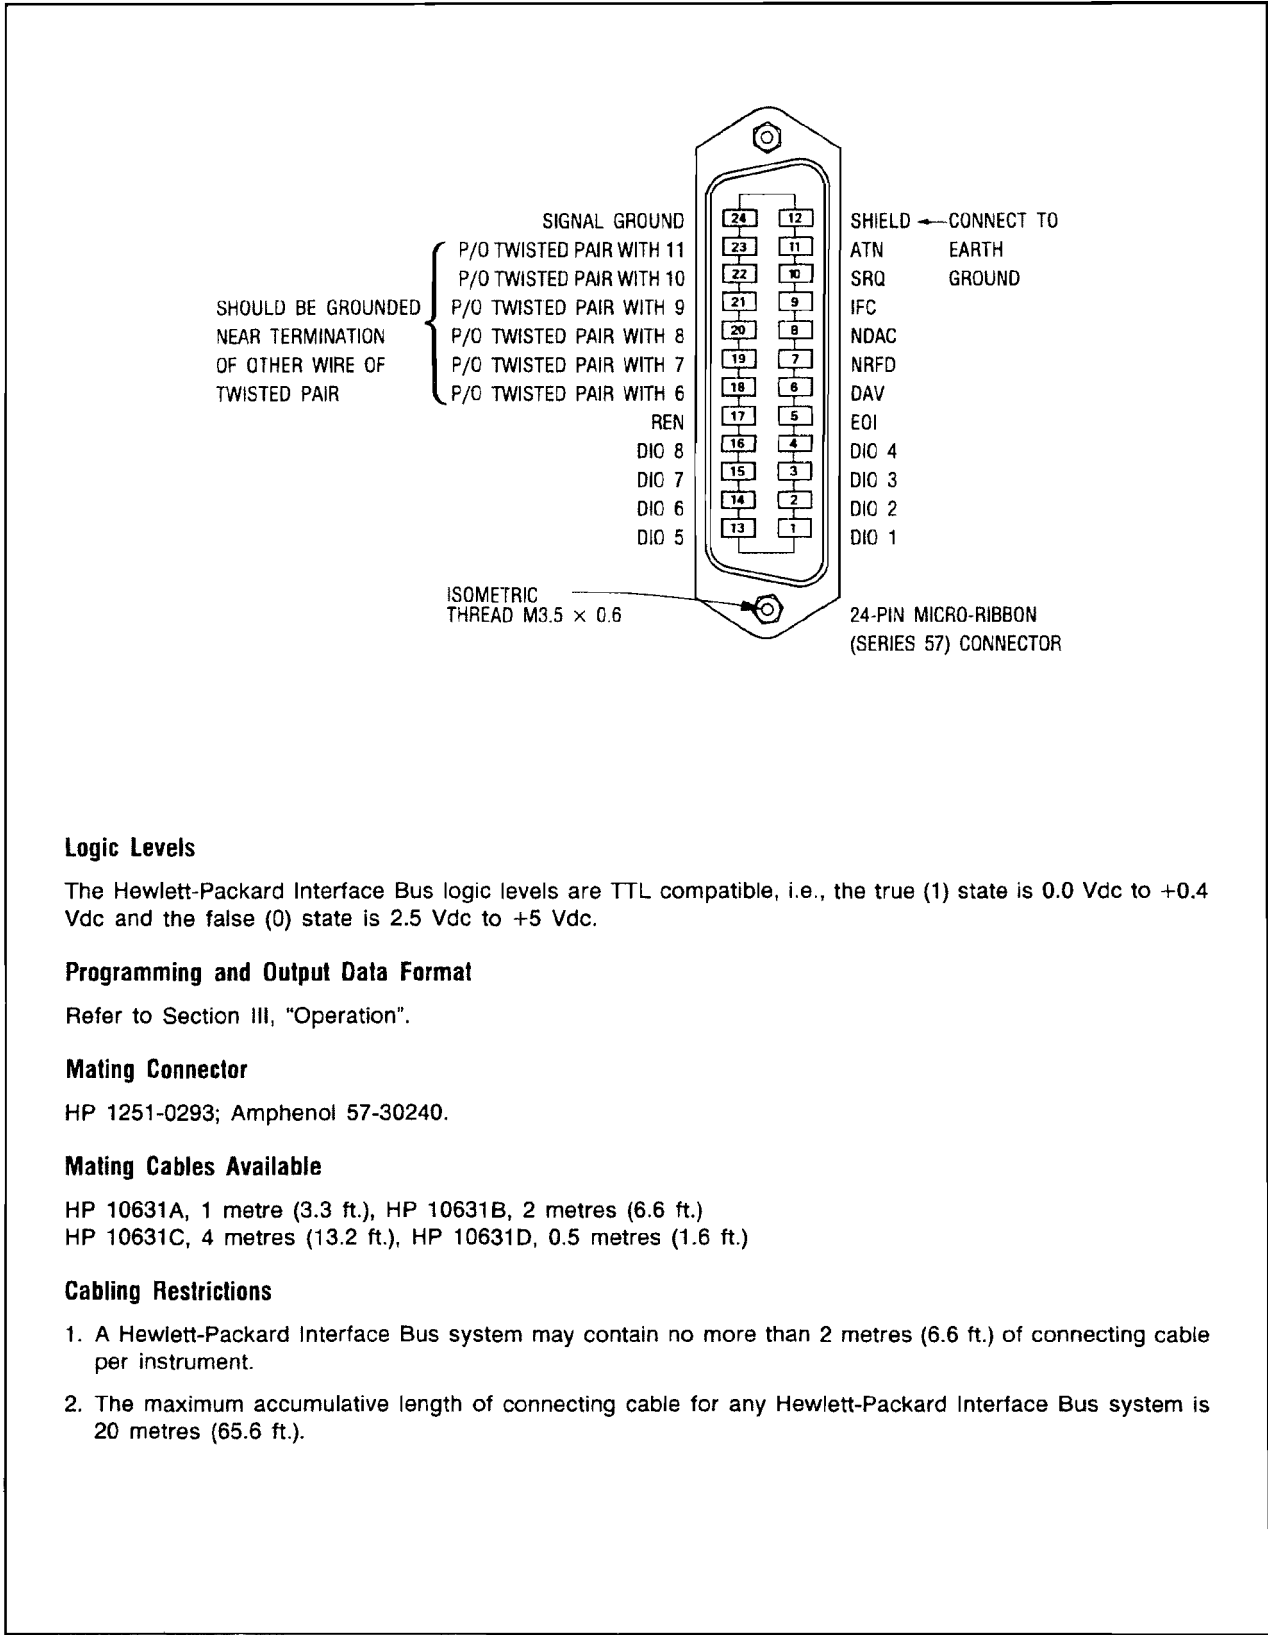 SIGNAL GROUND 24 12 SHIELD ← CONNECT TO
P/O TWISTED PAIR WITH 11 23 11 ATN EARTH
P/O TWISTED PAIR WITH 10 22 10 SRQ GROUND
SHOULD BE GROUNDED P/O TWISTED PAIR WITH 9 21 9 IFC
NEAR TERMINATION P/O TWISTED PAIR WITH 8 20 8 NDAC
OF OTHER WIRE OF P/O TWISTED PAIR WITH 7 19 7 NRFD
TWISTED PAIR P/O TWISTED PAIR WITH 6 18 6 DAV
REN 17 5 EOI
DIO 8 16 4 DIO 4
DIO 7 15 3 DIO 3
DIO 6 14 2 DIO 2
DIO 5 13 1 DIO 1
ISOMETRIC
THREAD M3.5 × 0.6
24-PIN MICRO-RIBBON
(SERIES 57) CONNECTOR
Logic Levels
The Hewlett-Packard Interface Bus logic levels are TTL compatible, i.e., the true (1) state is 0.0 Vdc to +0.4
Vdc and the false (0) state is 2.5 Vdc to +5 Vdc.
Programming and Output Data Format
Refer to Section III, "Operation".
Mating Connector
HP 1251-0293; Amphenol 57-30240.
Mating Cables Available
HP 10631A, 1 metre (3.3 ft.), HP 10631B, 2 metres (6.6 ft.)
HP 10631C, 4 metres (13.2 ft.), HP 10631D, 0.5 metres (1.6 ft.)
Cabling Restrictions
1. A Hewlett-Packard Interface Bus system may contain no more than 2 metres (6.6 ft.) of connecting cable
per instrument.
2. The maximum accumulative length of connecting cable for any Hewlett-Packard Interface Bus system is
20 metres (65.6 ft.).